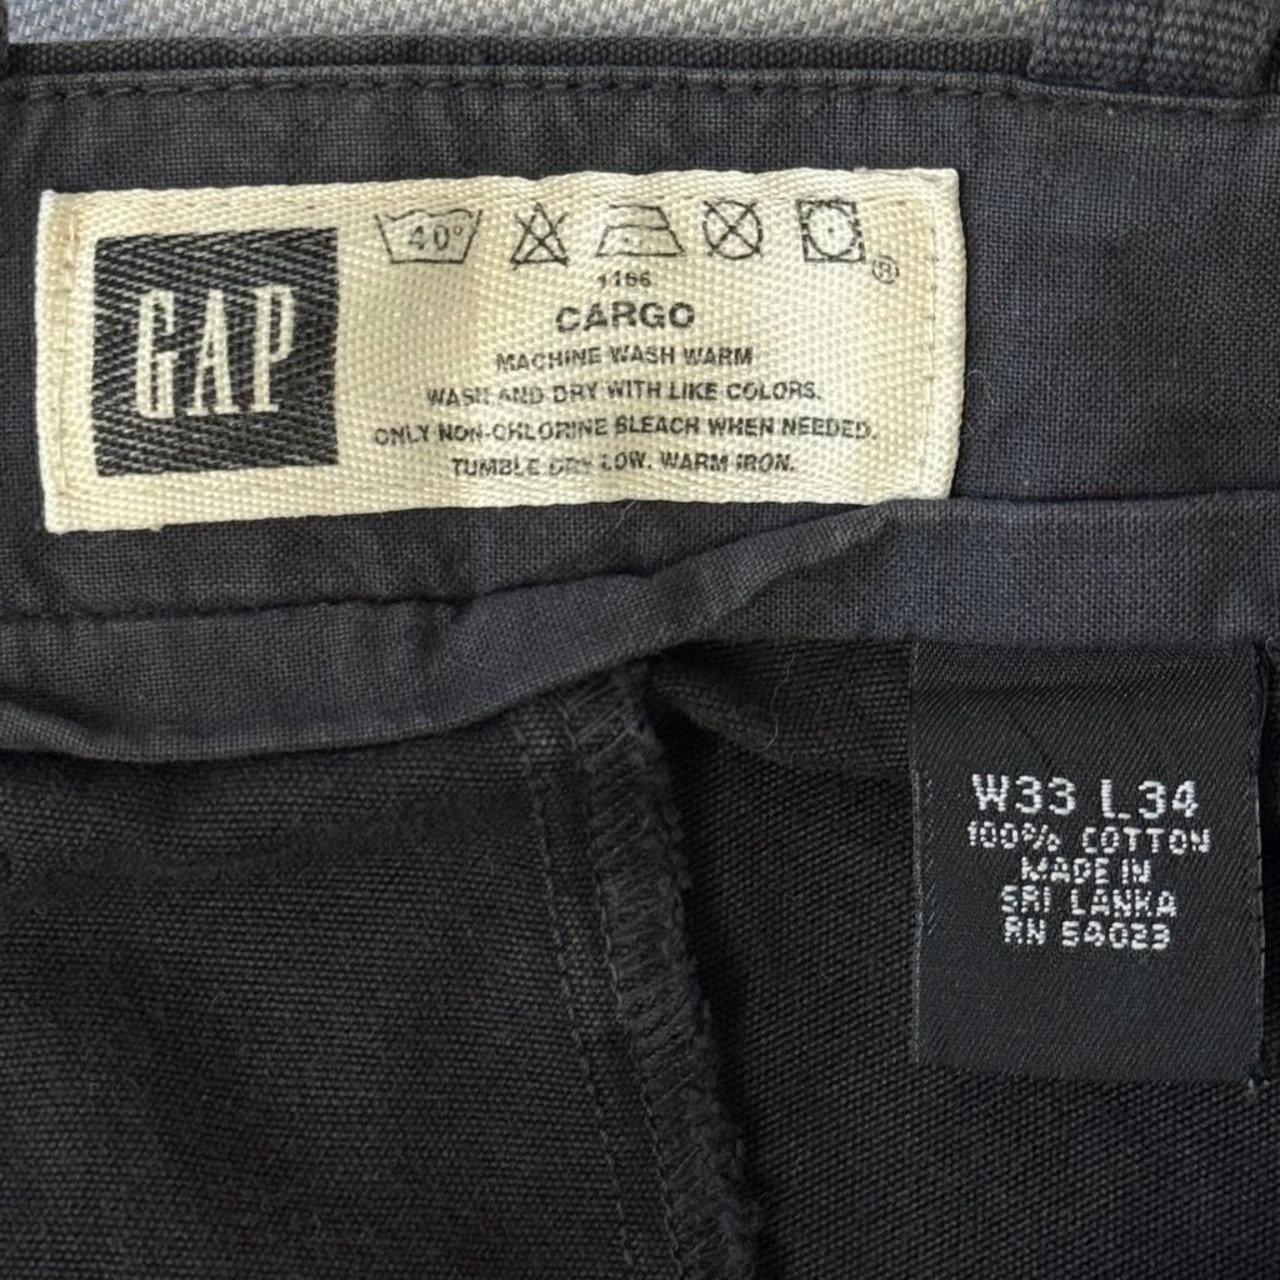 GAP
40°
®
1166
CARGO
MACHINE WASH WARM
WASH AND DRY WITH LIKE COLORS.
ONLY NON-CHLORINE BLEACH WHEN NEEDED.
TUMBLE DRY LOW. WARM IRON.
W33 L34
100% COTTON
MADE IN
SRI LANKA
RN 54023